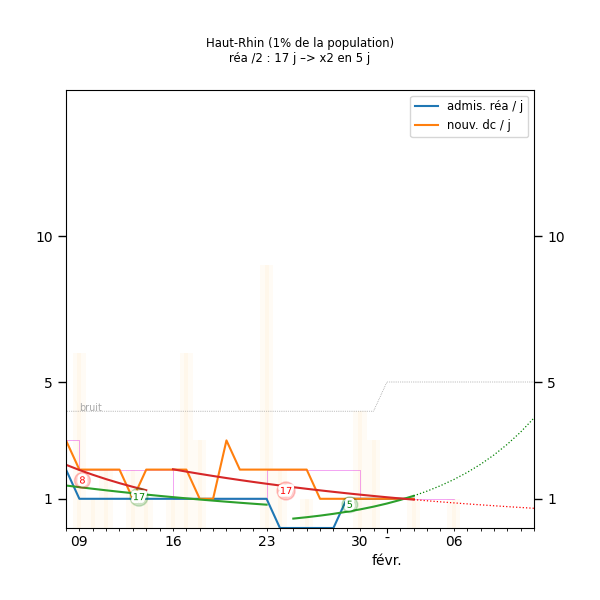 Haut-Rhin (1% de la population)
réa /2 : 17 j –> x2 en 5 j
admis. réa / j
nouv. dc / j
10
10
5
5
bruit
8
17
17
5
1
1
09
16
23
30
-
06
févr.